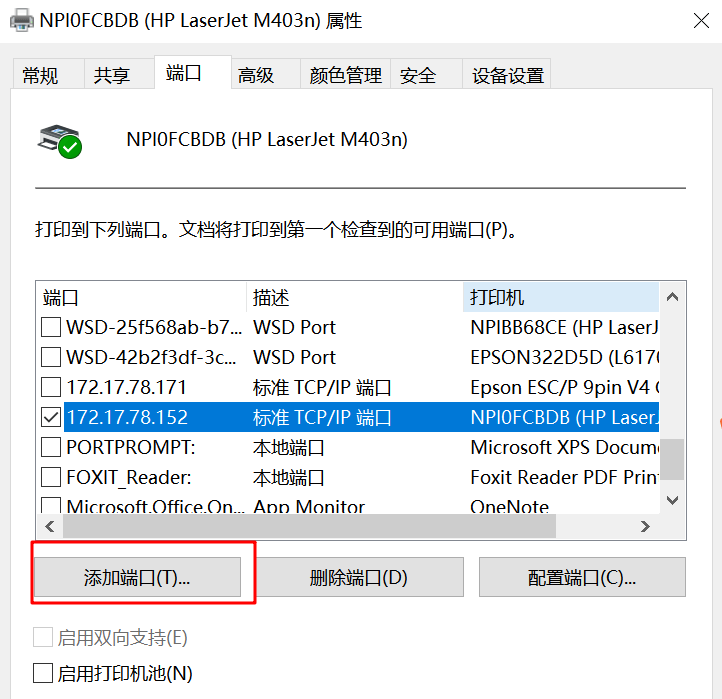 NPI0FCBDB (HP LaserJet M403n) 属性
常规 共享 端口 高级 颜色管理 安全 设备设置
NPI0FCBDB (HP LaserJet M403n)
打印到下列端口。文档将打印到第一个检查到的可用端口(P)。
端口 描述 打印机
WSD-25f568ab-b7... WSD Port NPIBB68CE (HP LaserJ
WSD-42b2f3df-3c... WSD Port EPSON322D5D (L6170
172.17.78.171 标准 TCP/IP 端口 Epson ESC/P 9pin V4 C
172.17.78.152 标准 TCP/IP 端口 NPI0FCBDB (HP LaserJ
PORTPROMPT: 本地端口 Microsoft XPS Docume
FOXIT_Reader: 本地端口 Foxit Reader PDF Print
Microsoft.Office.On... App Monitor OneNote
添加端口(T)... 删除端口(D) 配置端口(C)...
启用双向支持(E)
启用打印机池(N)